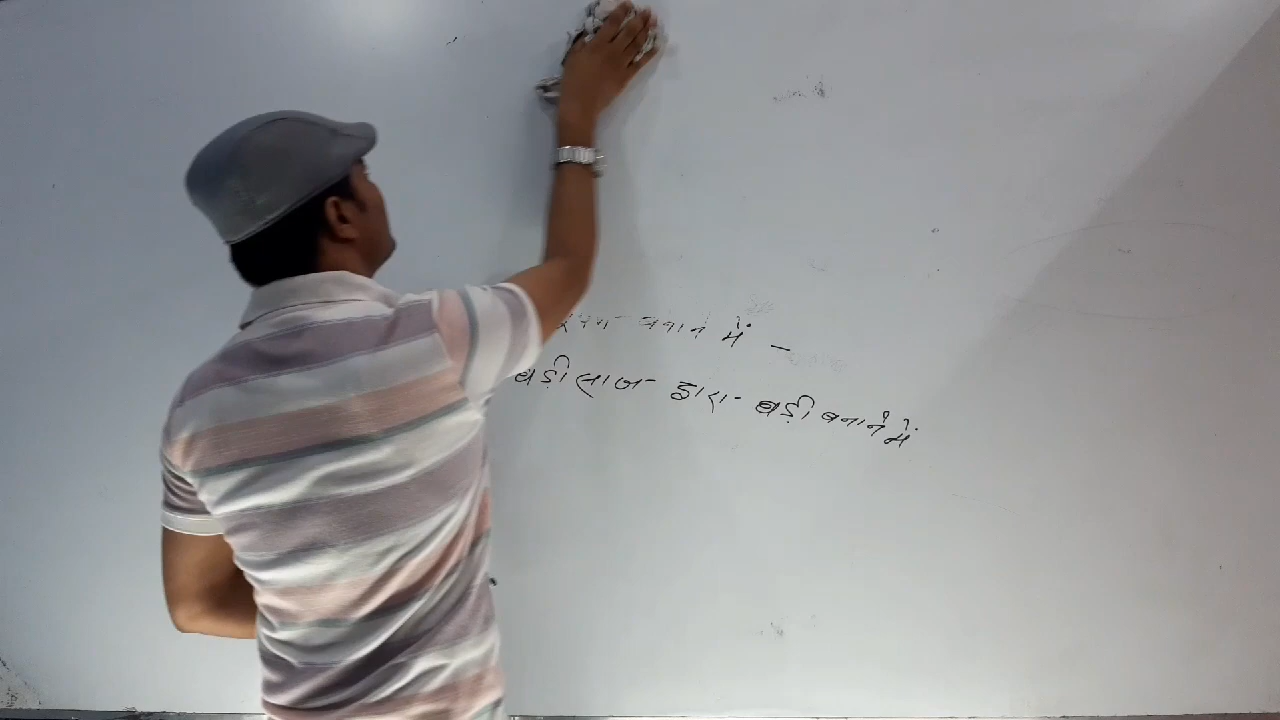 बनाने में -
घड़ीसाज द्वारा घड़ी बनाने में